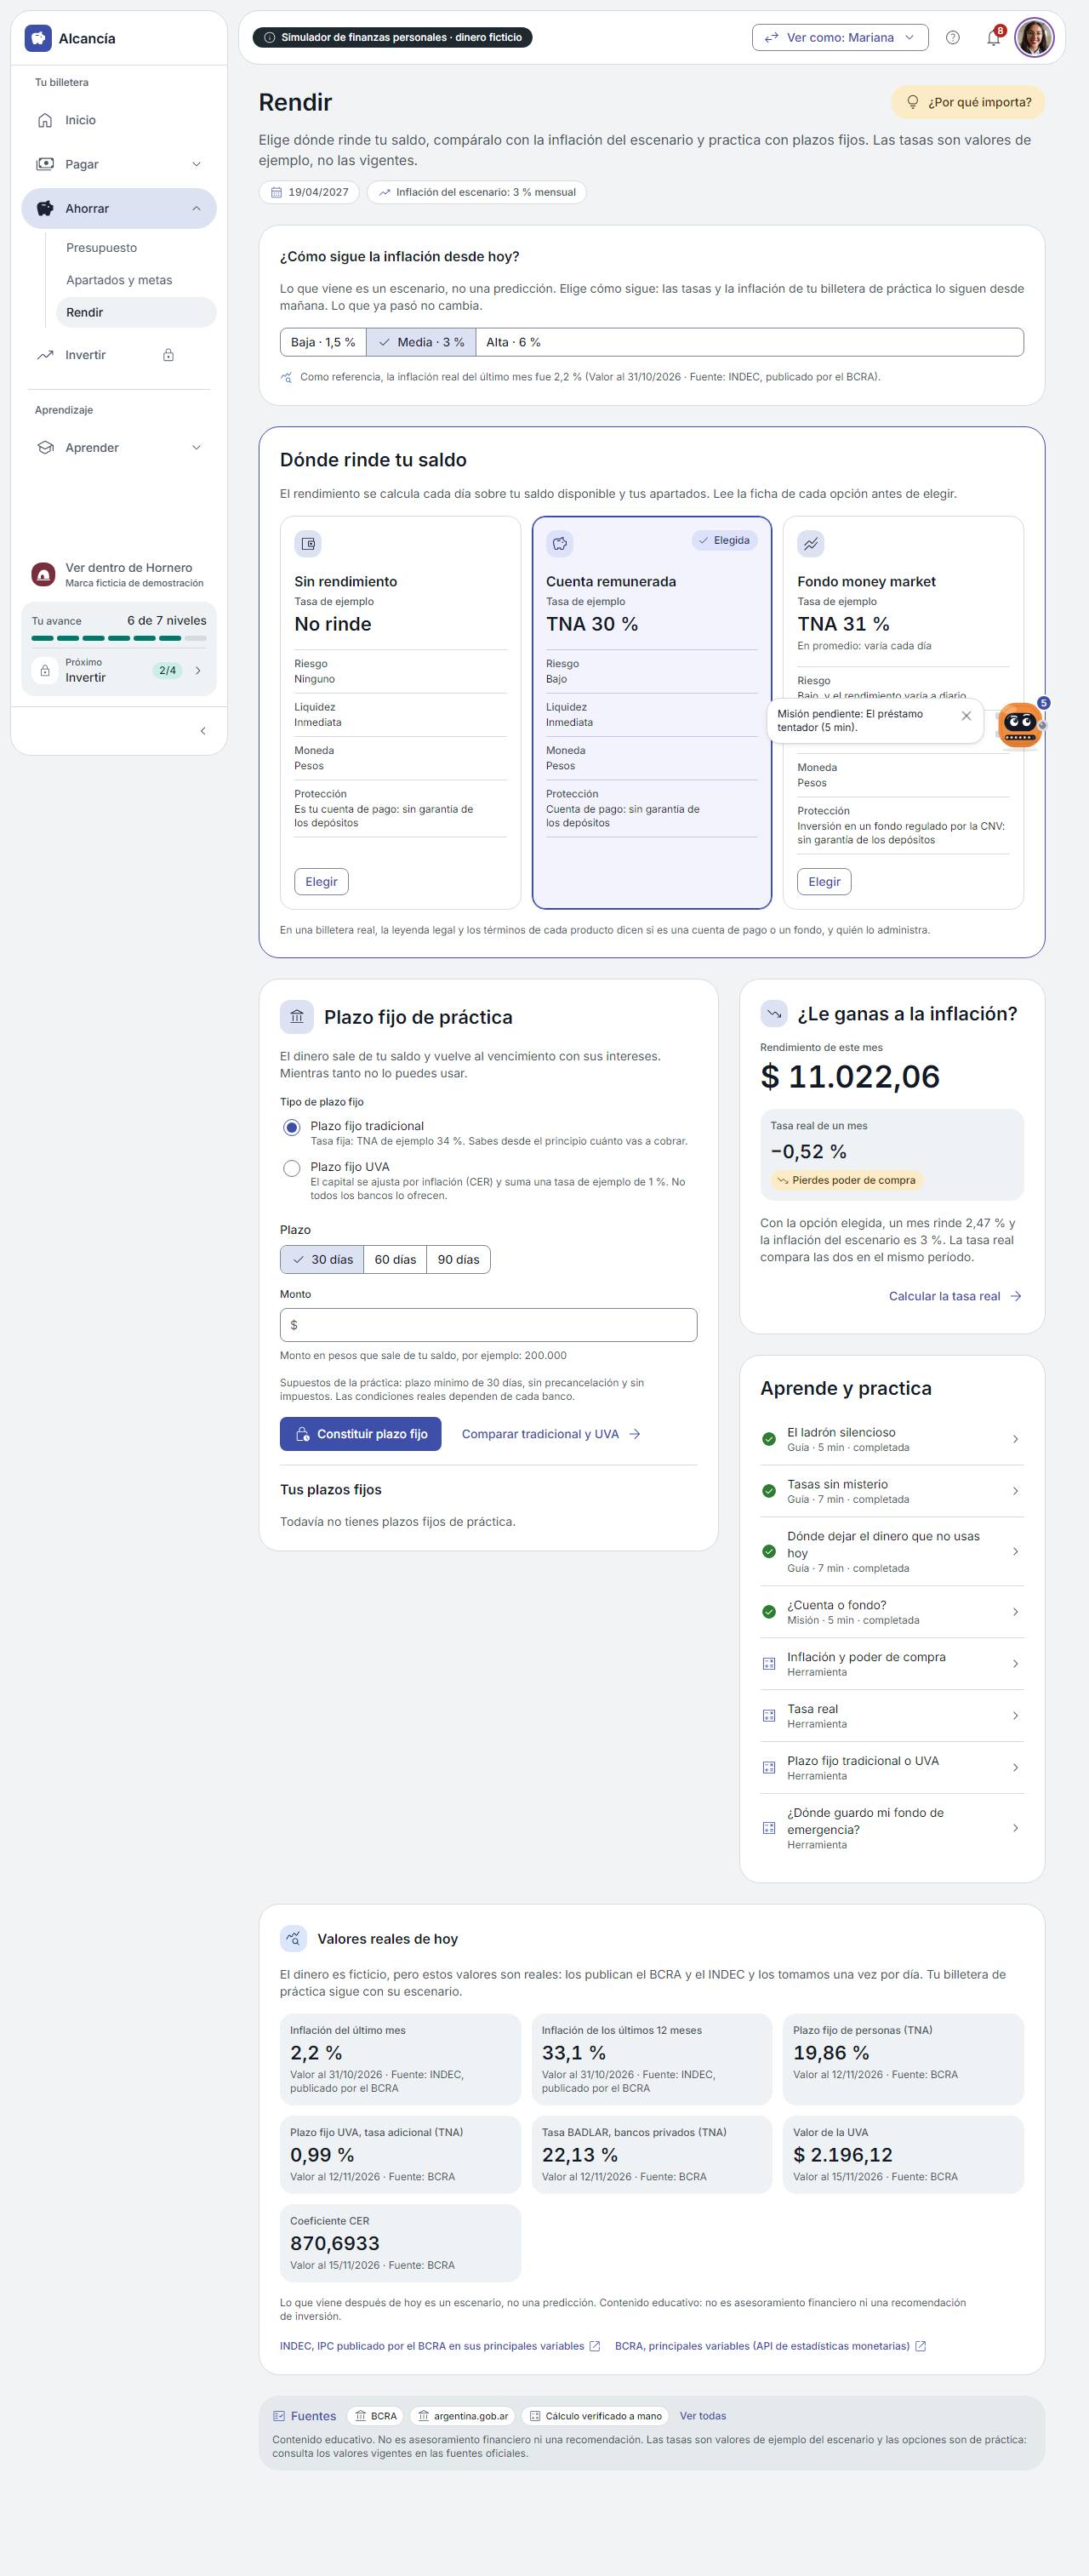 Alcancía
Simulador de finanzas personales · dinero ficticio
Ver como: Mariana
8
Tu billetera
Inicio
Pagar
Ahorrar
Presupuesto
Apartados y metas
Rendir
Invertir
Aprendizaje
Aprender
Ver dentro de Hornero
Marca ficticia de demostración
Tu avance
6 de 7 niveles
Próximo
Invertir
2/4
Rendir
¿Por qué importa?
Elige dónde rinde tu saldo, compáralo con la inflación del escenario y practica con plazos fijos. Las tasas son valores de
ejemplo, no las vigentes.
19/04/2027
Inflación del escenario: 3 % mensual
¿Cómo sigue la inflación desde hoy?
Lo que viene es un escenario, no una predicción. Elige cómo sigue: las tasas y la inflación de tu billetera de práctica lo siguen desde
mañana. Lo que ya pasó no cambia.
Baja · 1,5 %
Media · 3 %
Alta · 6 %
Como referencia, la inflación real del último mes fue 2,2 % (Valor al 31/10/2026 · Fuente: INDEC, publicado por el BCRA).
Dónde rinde tu saldo
El rendimiento se calcula cada día sobre tu saldo disponible y tus apartados. Lee la ficha de cada opción antes de elegir.
Sin rendimiento
Tasa de ejemplo
No rinde
Riesgo
Ninguno
Liquidez
Inmediata
Moneda
Pesos
Protección
Es tu cuenta de pago: sin garantía de
los depósitos
Elegir
Elegida
Cuenta remunerada
Tasa de ejemplo
TNA 30 %
Riesgo
Bajo
Liquidez
Inmediata
Moneda
Pesos
Protección
Cuenta de pago: sin garantía de
los depósitos
Fondo money market
Tasa de ejemplo
TNA 31 %
En promedio: varía cada día
Riesgo
Bajo, y el rendimiento varía a diario
Misión pendiente: El préstamo
tentador (5 min).
5
Moneda
Pesos
Protección
Inversión en un fondo regulado por la CNV:
sin garantía de los depósitos
Elegir
En una billetera real, la leyenda legal y los términos de cada producto dicen si es una cuenta de pago o un fondo, y quién lo administra.
Plazo fijo de práctica
El dinero sale de tu saldo y vuelve al vencimiento con sus intereses.
Mientras tanto no lo puedes usar.
Tipo de plazo fijo
Plazo fijo tradicional
Tasa fija: TNA de ejemplo 34 %. Sabes desde el principio cuánto vas a cobrar.
Plazo fijo UVA
El capital se ajusta por inflación (CER) y suma una tasa de ejemplo de 1 %. No
todos los bancos lo ofrecen.
Plazo
30 días
60 días
90 días
Monto
$
Monto en pesos que sale de tu saldo, por ejemplo: 200.000
Supuestos de la práctica: plazo mínimo de 30 días, sin precancelación y sin
impuestos. Las condiciones reales dependen de cada banco.
Constituir plazo fijo
Comparar tradicional y UVA
Tus plazos fijos
Todavía no tienes plazos fijos de práctica.
¿Le ganas a la inflación?
Rendimiento de este mes
$ 11.022,06
Tasa real de un mes
−0,52 %
Pierdes poder de compra
Con la opción elegida, un mes rinde 2,47 % y
la inflación del escenario es 3 %. La tasa real
compara las dos en el mismo período.
Calcular la tasa real
Aprende y practica
El ladrón silencioso
Guía · 5 min · completada
Tasas sin misterio
Guía · 7 min · completada
Dónde dejar el dinero que no usas
hoy
Guía · 7 min · completada
¿Cuenta o fondo?
Misión · 5 min · completada
Inflación y poder de compra
Herramienta
Tasa real
Herramienta
Plazo fijo tradicional o UVA
Herramienta
¿Dónde guardo mi fondo de
emergencia?
Herramienta
Valores reales de hoy
El dinero es ficticio, pero estos valores son reales: los publican el BCRA y el INDEC y los tomamos una vez por día. Tu billetera de
práctica sigue con su escenario.
Inflación del último mes
2,2 %
Valor al 31/10/2026 · Fuente: INDEC,
publicado por el BCRA
Inflación de los últimos 12 meses
33,1 %
Valor al 31/10/2026 · Fuente: INDEC,
publicado por el BCRA
Plazo fijo de personas (TNA)
19,86 %
Valor al 12/11/2026 · Fuente: BCRA
Plazo fijo UVA, tasa adicional (TNA)
0,99 %
Valor al 12/11/2026 · Fuente: BCRA
Tasa BADLAR, bancos privados (TNA)
22,13 %
Valor al 12/11/2026 · Fuente: BCRA
Valor de la UVA
$ 2.196,12
Valor al 15/11/2026 · Fuente: BCRA
Coeficiente CER
870,6933
Valor al 15/11/2026 · Fuente: BCRA
Lo que viene después de hoy es un escenario, no una predicción. Contenido educativo: no es asesoramiento financiero ni una recomendación
de inversión.
INDEC, IPC publicado por el BCRA en sus principales variables
BCRA, principales variables (API de estadísticas monetarias)
Fuentes
BCRA
argentina.gob.ar
Cálculo verificado a mano
Ver todas
Contenido educativo. No es asesoramiento financiero ni una recomendación. Las tasas son valores de ejemplo del escenario y las opciones son de práctica:
consulta los valores vigentes en las fuentes oficiales.